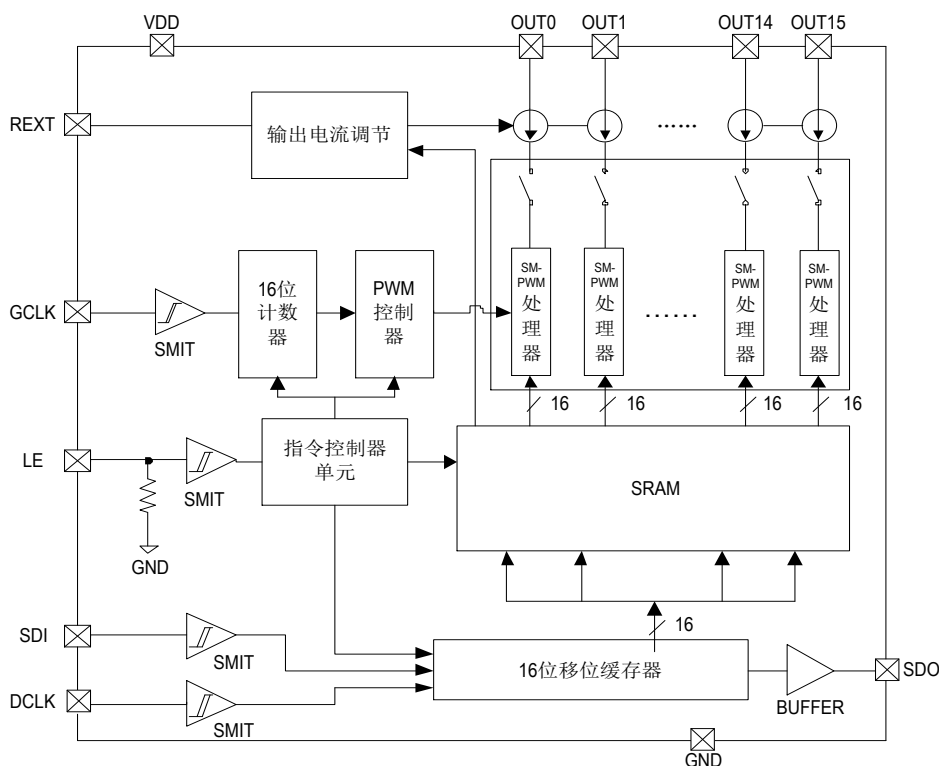 VDD
OUT0
OUT1
OUT14
OUT15
REXT
输出电流调节
......
GCLK
SMIT
16位
计数
器
PWM
控制
器
SM-
PWM
处
理
器
SM-
PWM
处
理
器
......
SM-
PWM
处
理
器
SM-
PWM
处
理
器
16
16
16
16
LE
SMIT
GND
指令控制器
单元
SRAM
16
SDI
SMIT
DCLK
SMIT
16位移位缓存器
BUFFER
SDO
GND